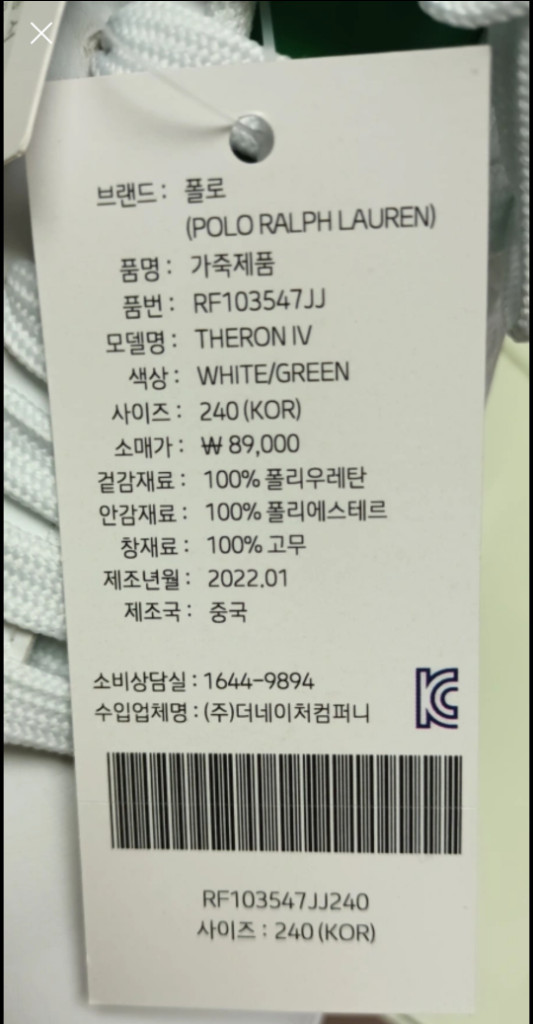 브랜드 : 폴로
(POLO RALPH LAUREN)
품명 : 가죽제품
품번 : RF103547JJ
모델명 : THERON IV
색상 : WHITE/GREEN
사이즈 : 240(KOR)
소매가 : ₩ 89,000
겉감재료 : 100% 폴리우레탄
안감재료 : 100% 폴리에스테르
창재료 : 100% 고무
제조년월 : 2022.01
제조국 : 중국
소비상담실 : 1644-9894
수입업체명 : (주)더네이처컴퍼니
KC
RF103547JJ240
사이즈 : 240(KOR)